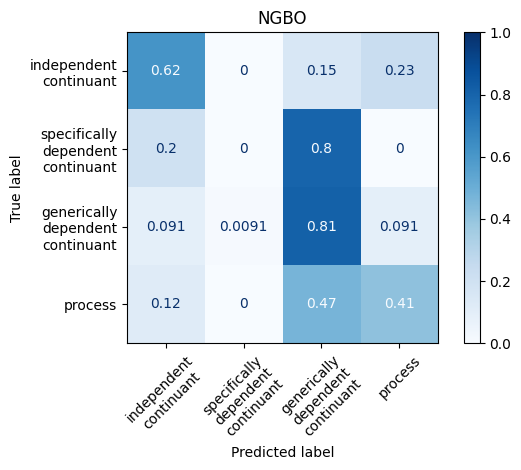 NGBO
independent
continuant
0.62
0
0.15
0.23
specifically
dependent
continuant
0.2
0
0.8
0
generically
dependent
continuant
0.091
0.0091
0.81
0.091
process
0.12
0
0.47
0.41
True label
independent
continuant
specifically
dependent
continuant
generically
dependent
continuant
process
Predicted label
1.0
0.8
0.6
0.4
0.2
0.0